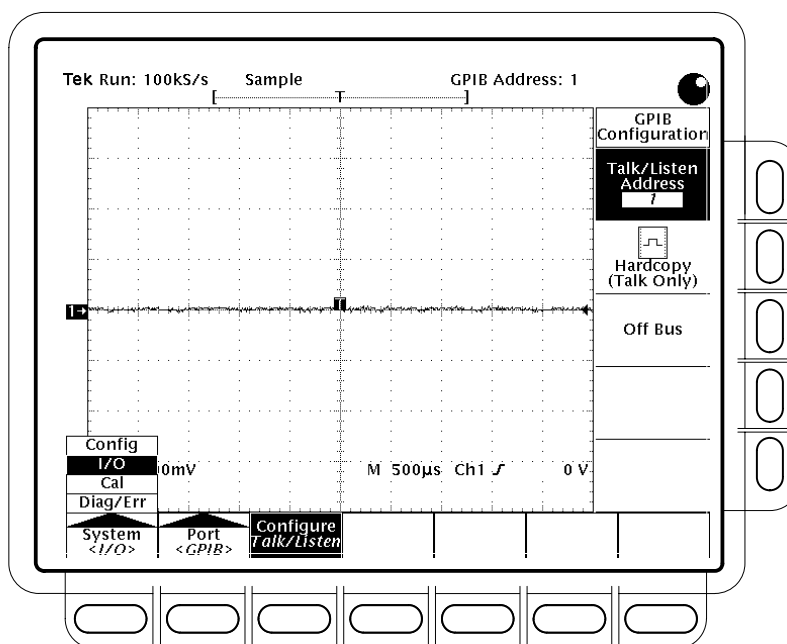 Tek Run: 100kS/s Sample GPIB Address: 1
[ T ]
GPIB
Configuration
Talk/Listen
Address
1
Hardcopy
(Talk Only)
Off Bus
T
1→
Config
I/O
Cal
Diag/Err
0mV M 500µs Ch1 0 V
System
<I/O>
Port
<GPIB>
Configure
Talk/Listen